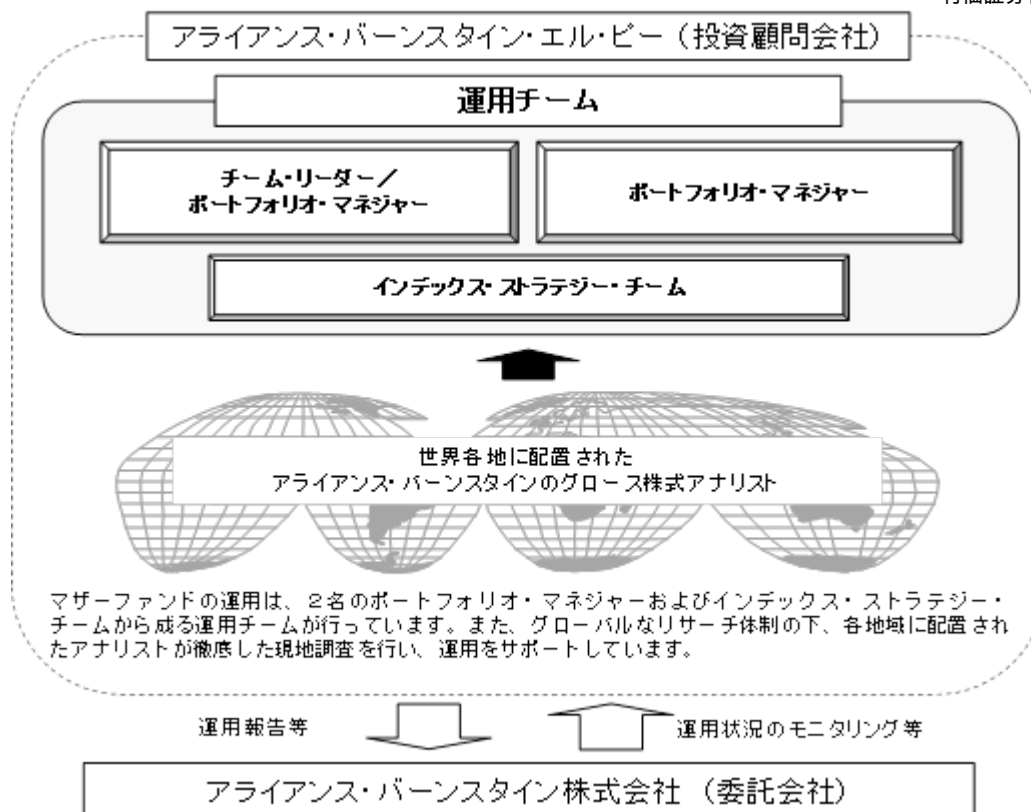 アライアンス・バーンスタイン・エル・ピー（投資顧問会社）
運用チーム
チーム・リーダー／
ポートフォリオ・マネジャー
ポートフォリオ・マネジャー
インデックス・ストラテジー・チーム
世界各地に配置された
アライアンス・バーンスタインのグロース株式アナリスト
マザーファンドの運用は、２名のポートフォリオ・マネジャーおよびインデックス・ストラテジー・
チームから成る運用チームが行っています。また、グローバルなリサーチ体制の下、各地域に配置され
たアナリストが徹底した現地調査を行い、運用をサポートしています。
運用報告等
運用状況のモニタリング等
アライアンス・バーンスタイン株式会社 （委託会社）